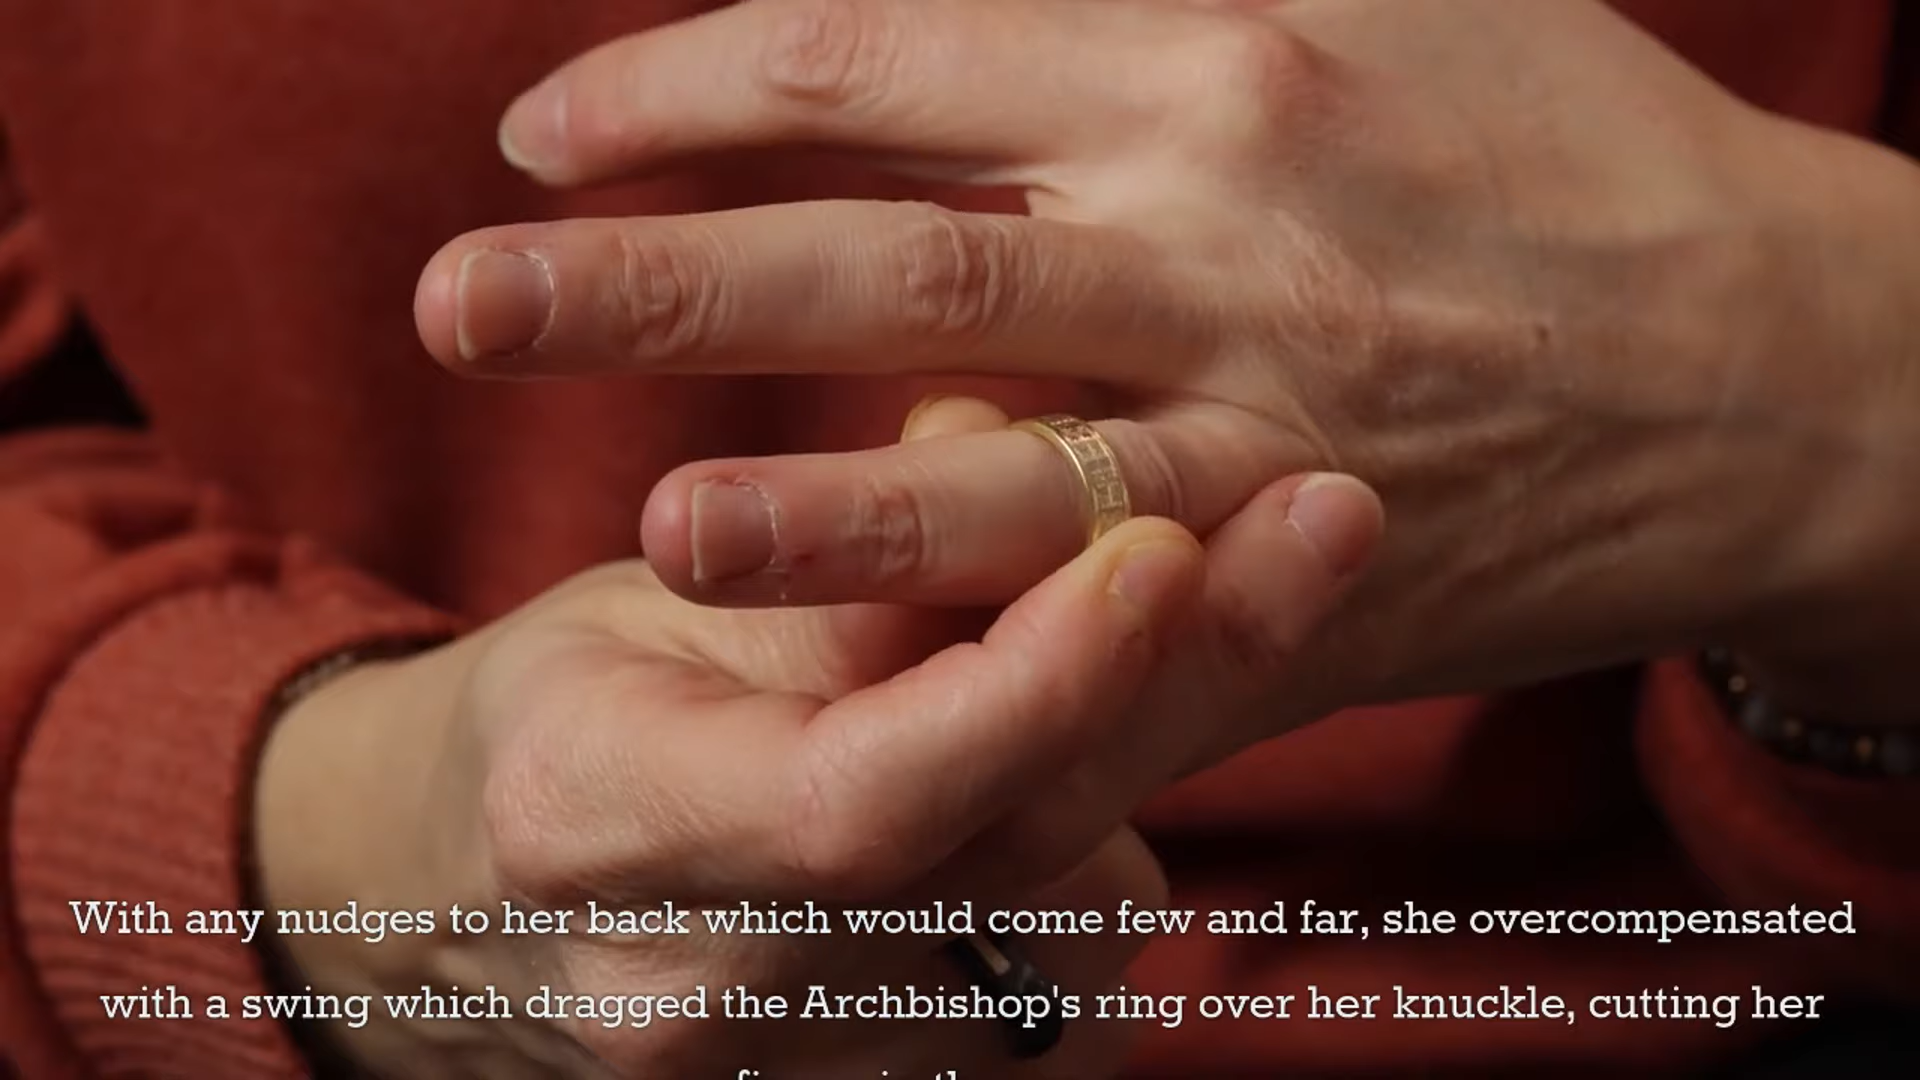 With any nudges to her back which would come few and far, she overcompensated
with a swing which dragged the Archbishop's ring over her knuckle, cutting her